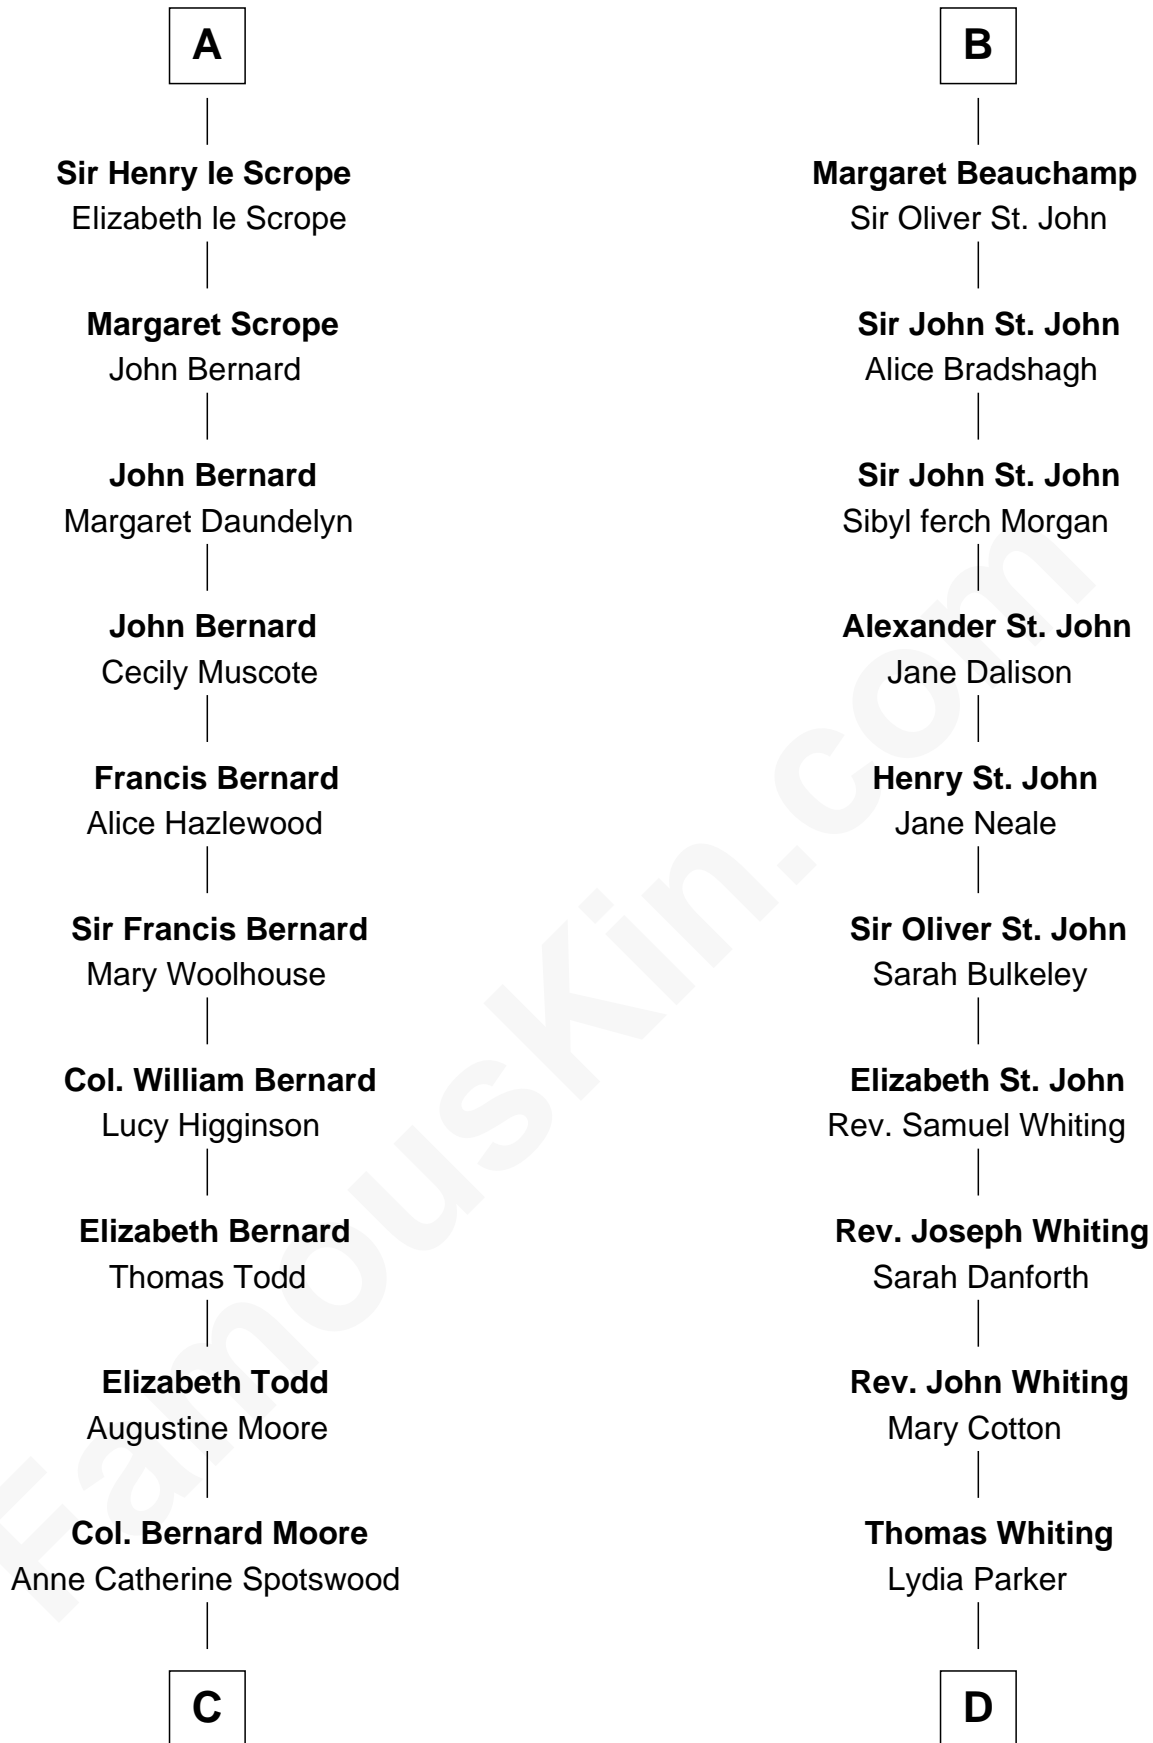 A
Sir Henry le Scrope
Elizabeth le Scrope
Margaret Scrope
John Bernard
John Bernard
Margaret Daundelyn
John Bernard
Cecily Muscote
Francis Bernard
Alice Hazlewood
Sir Francis Bernard
Mary Woolhouse
Col. William Bernard
Lucy Higginson
Elizabeth Bernard
Thomas Todd
Elizabeth Todd
Augustine Moore
Col. Bernard Moore
Anne Catherine Spotswood
C
B
Margaret Beauchamp
Sir Oliver St. John
Sir John St. John
Alice Bradshagh
Sir John St. John
Sibyl ferch Morgan
Alexander St. John
Jane Dalison
Henry St. John
Jane Neale
Sir Oliver St. John
Sarah Bulkeley
Elizabeth St. John
Rev. Samuel Whiting
Rev. Joseph Whiting
Sarah Danforth
Rev. John Whiting
Mary Cotton
Thomas Whiting
Lydia Parker
D
FamousKin.com